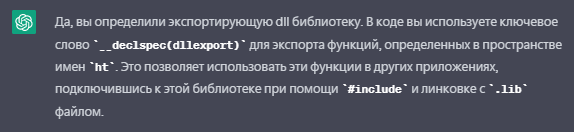 Да, вы определили экспортирующую dll библиотеку. В коде вы используете ключевое
слово `__declspec(dllexport)` для экспорта функций, определенных в пространстве
имен `ht`. Это позволяет использовать эти функции в других приложениях,
подключившись к этой библиотеке при помощи `#include` и линковке с `.lib`
файлом.